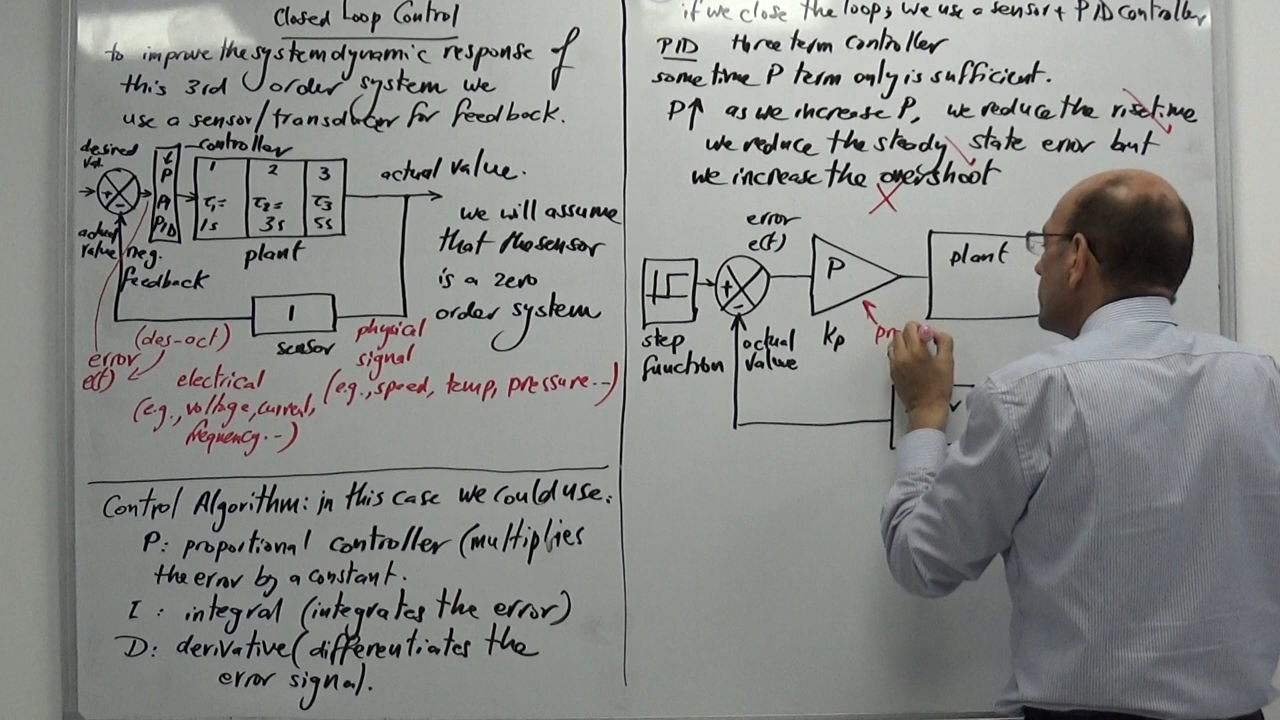 Closed Loop Control
to improve the system dynamic response of
this 3rd order system we
use a sensor/transducer for feedback.
desired
val.
controller
P
PI
PID
1
2
3
τ1=
1s
τ2=
3s
τ3
5s
plant
actual value.
+
-
actual
value
neg.
feedback
we will assume
that the sensor
is a zero
order system
1
sensor
(des-act)
error
e(t)
physical
signal
(e.g., speed, temp, pressure...)
electrical
(e.g., voltage, current,
frequency...)
Control Algorithm: in this case we could use:
P: proportional controller (multiplies
the error by a constant.
I : integral (integrates the error)
D: derivative (differentiates the
error signal).
if we close the loop, we use a sensor + PID controller
PID three term controller
some time P term only is sufficient.
P↑ as we increase P, we reduce the rise time
we reduce the steady state error but
we increase the overshoot
error
e(t)
step
function
+
-
P
Kp
plant
actual
value